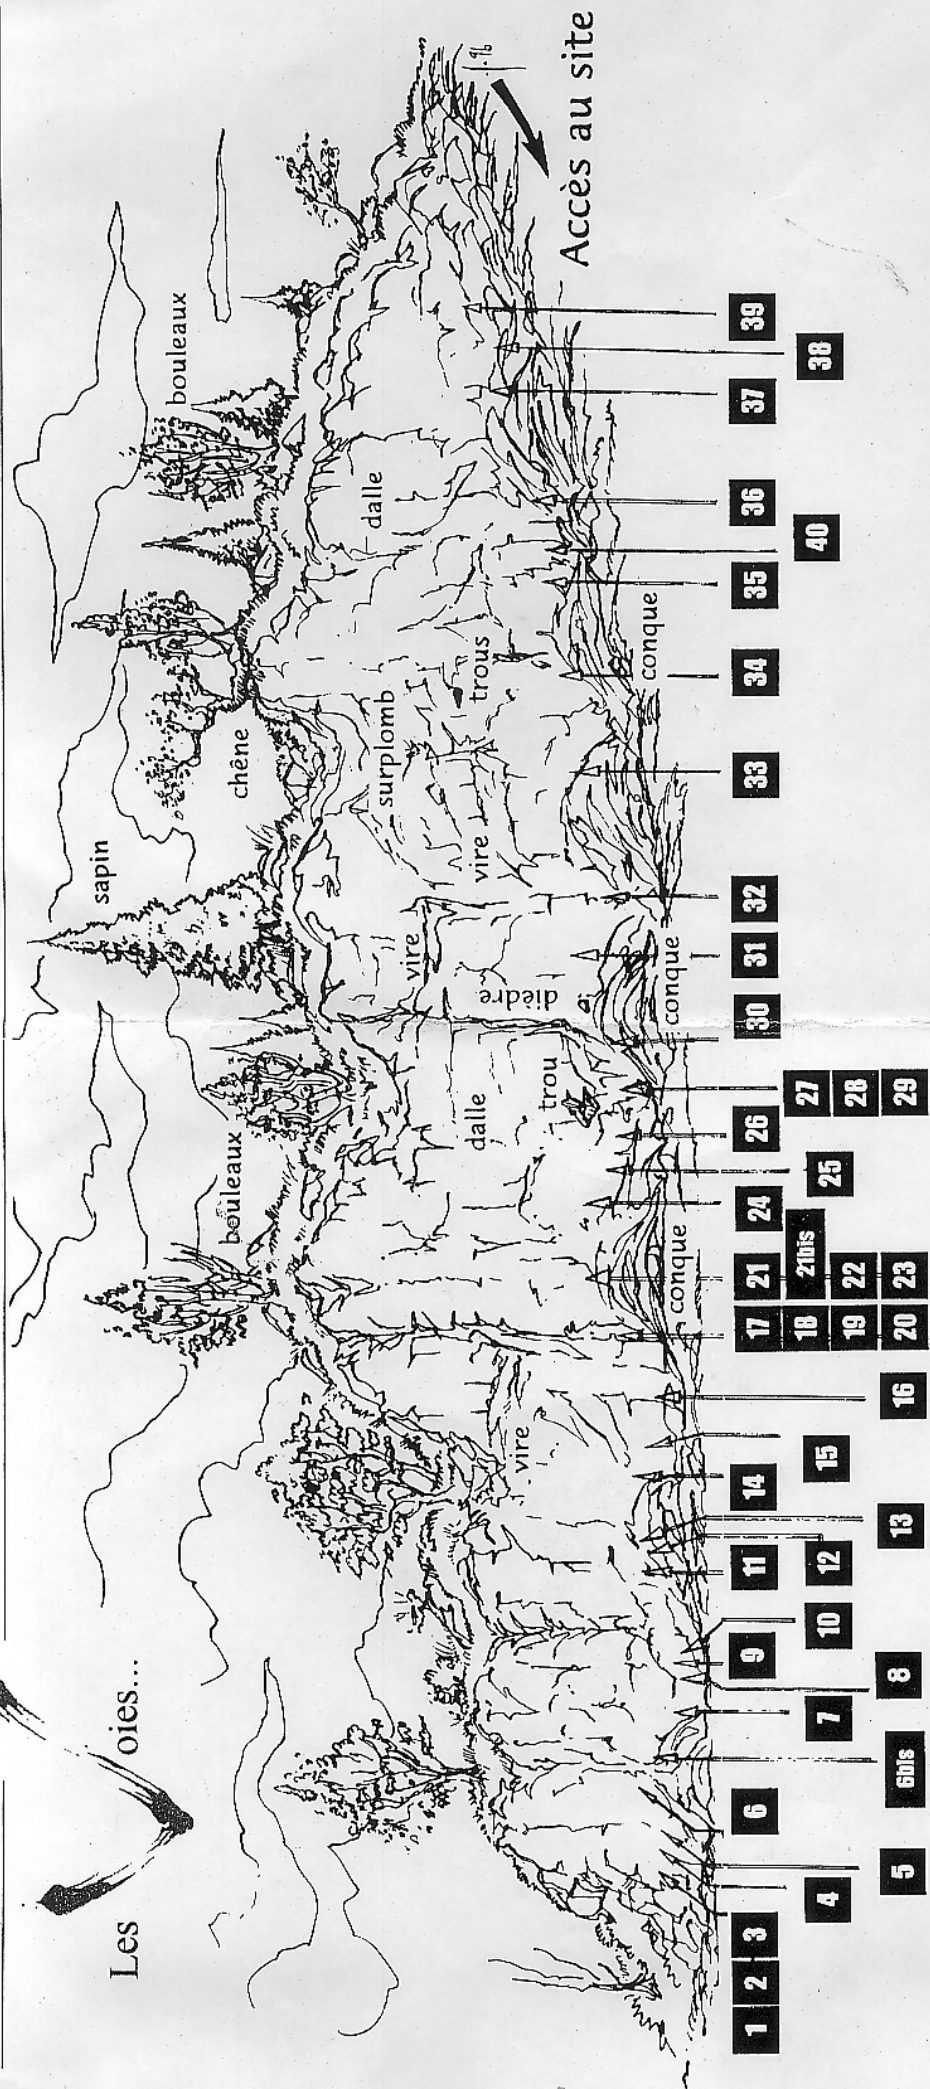 Les
oies...
bouleaux
sapin
chêne
bouleaux
dalle
surplomb
trous
vire
vire
dièdre
dalle
trou
vire
conque
conque
conque
Accès au site
1 2 3 6 9 11 14 17 21 24 26 30 31 32 33 34 35 36 37 39
4 7 10 12 15 18 21bis 25 27 40 38
19 22 28
5 6bis 8 13 16 20 23 29